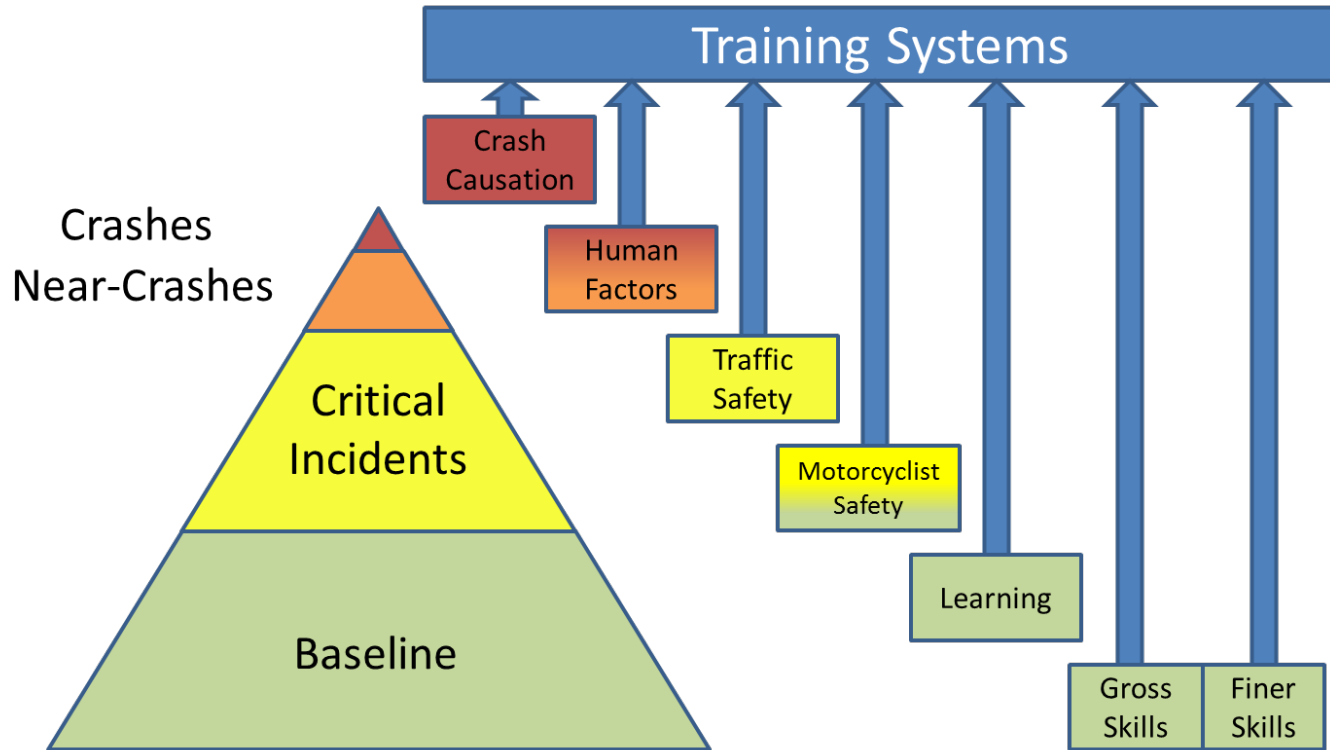 Training Systems
Crash
Causation
Crashes
Near-Crashes
Human
Factors
Traffic
Safety
Critical
Incidents
Motorcyclist
Safety
Learning
Baseline
Gross
Skills
Finer
Skills